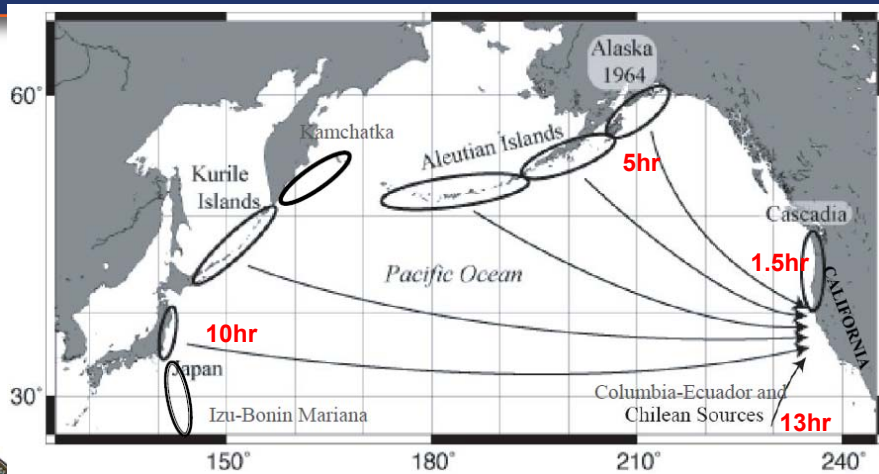 Alaska
1964
60°
Kamchatka
Aleutian Islands
5hr
Kurile
Islands
Cascadia
1.5hr
Pacific Ocean
CALIFORNIA
10hr
Japan
30°
Izu-Bonin Mariana
Columbia-Ecuador and
Chilean Sources
13hr
150°
180°
210°
240°